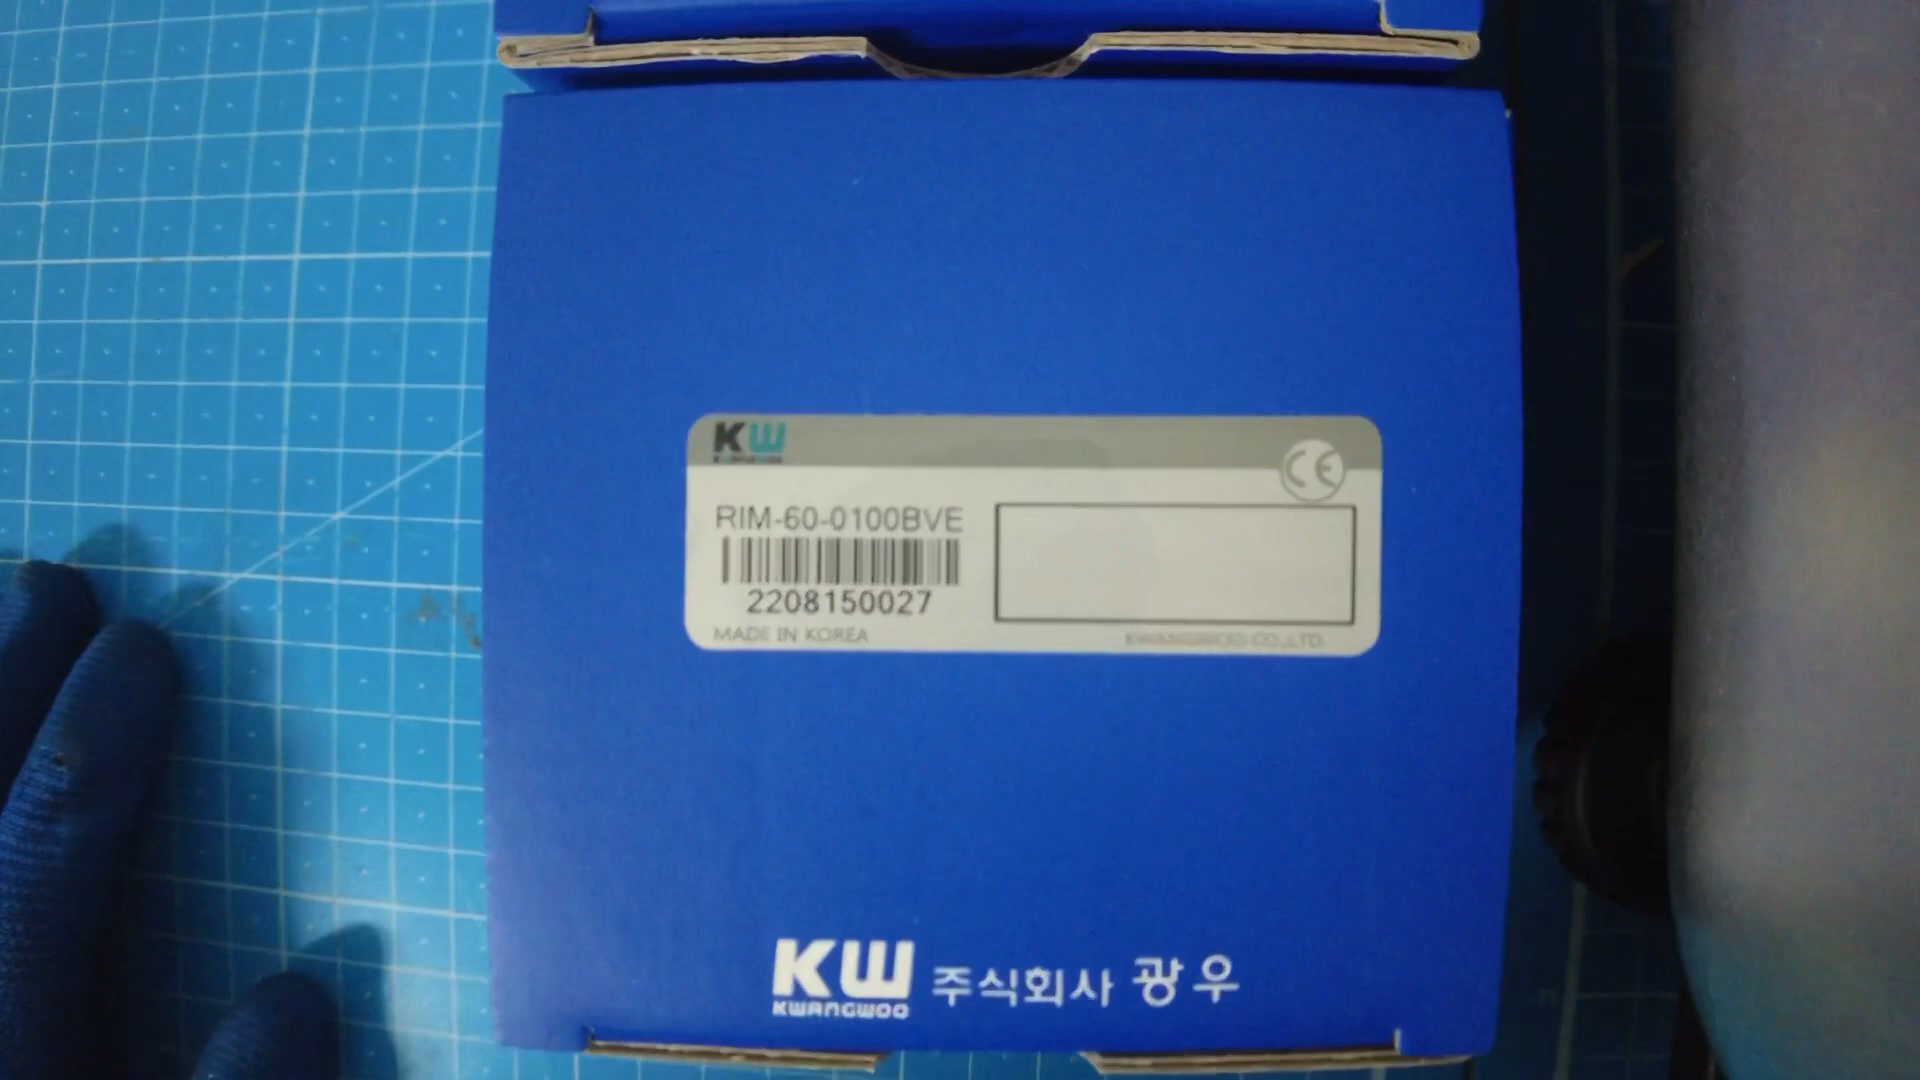 KW
KWANGWOO
CE
RIM-60-0100BVE
2208150027
MADE IN KOREA
KWANGWOO CO.,LTD.
KW
KWANGWOO
주식회사 광우